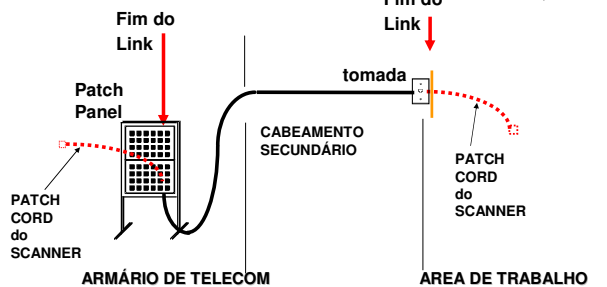 Fim do
Link
Fim do
Link
tomada
Patch
Panel
CABEAMENTO
SECUNDÁRIO
PATCH
CORD
do
SCANNER
PATCH
CORD
do
SCANNER
ARMÁRIO DE TELECOM
AREA DE TRABALHO